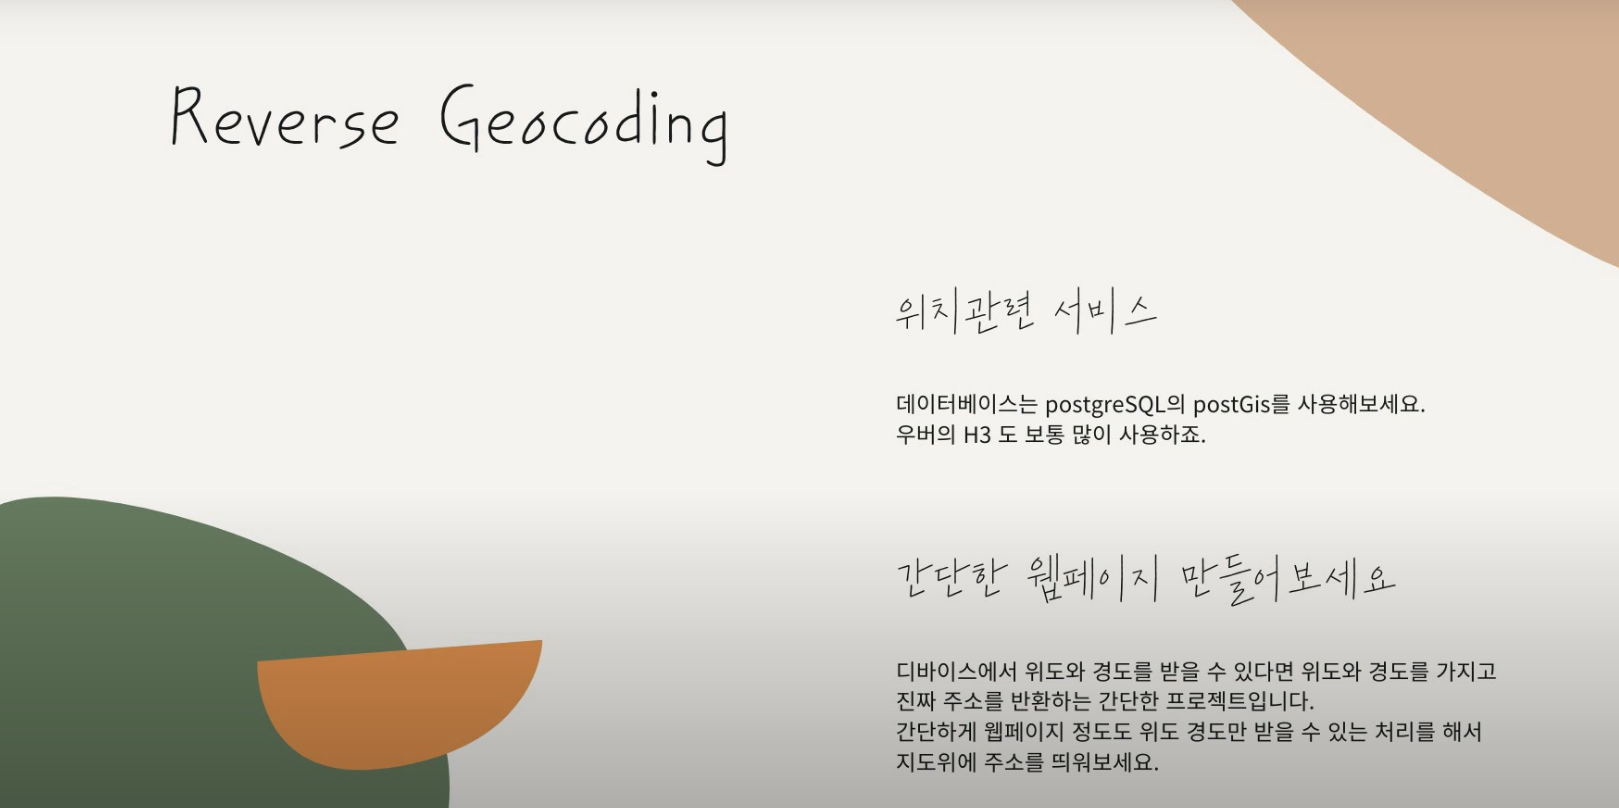 Reverse Geocoding
위치관련 서비스
데이터베이스는 postgreSQL의 postGis를 사용해보세요.
우버의 H3 도 보통 많이 사용하죠.
간단한 웹페이지 만들어보세요
디바이스에서 위도와 경도를 받을 수 있다면 위도와 경도를 가지고
진짜 주소를 반환하는 간단한 프로젝트입니다.
간단하게 웹페이지 정도도 위도 경도만 받을 수 있는 처리를 해서
지도위에 주소를 띄워보세요.